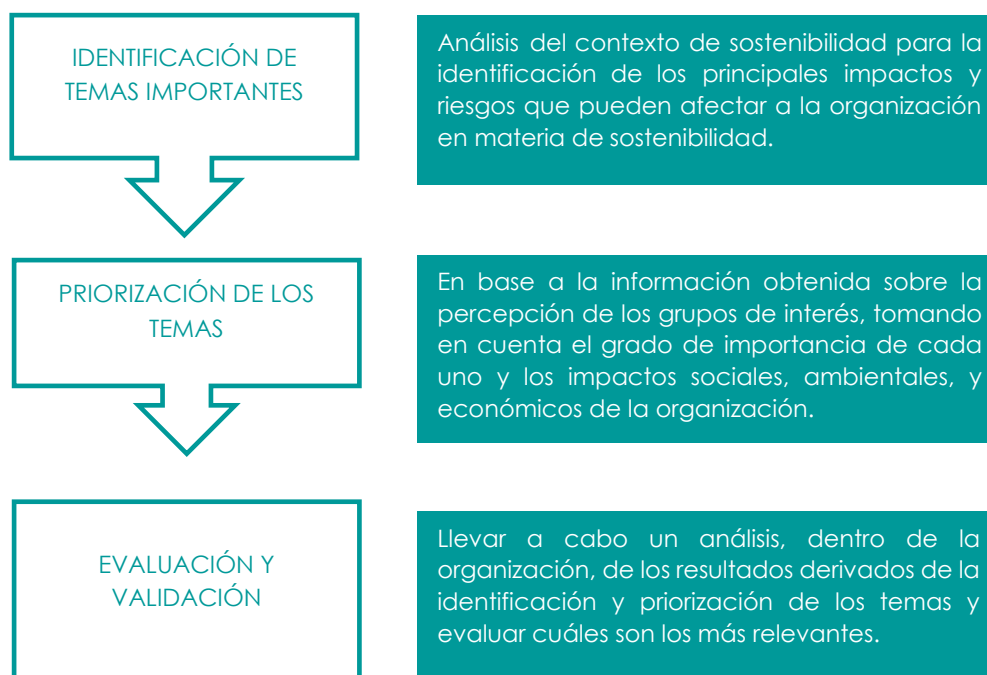 IDENTIFICACIÓN DE
TEMAS IMPORTANTES
Análisis del contexto de sostenibilidad para la
identificación de los principales impactos y
riesgos que pueden afectar a la organización
en materia de sostenibilidad.
PRIORIZACIÓN DE LOS
TEMAS
En base a la información obtenida sobre la
percepción de los grupos de interés, tomando
en cuenta el grado de importancia de cada
uno y los impactos sociales, ambientales, y
económicos de la organización.
EVALUACIÓN Y
VALIDACIÓN
Llevar a cabo un análisis, dentro de la
organización, de los resultados derivados de la
identificación y priorización de los temas y
evaluar cuáles son los más relevantes.